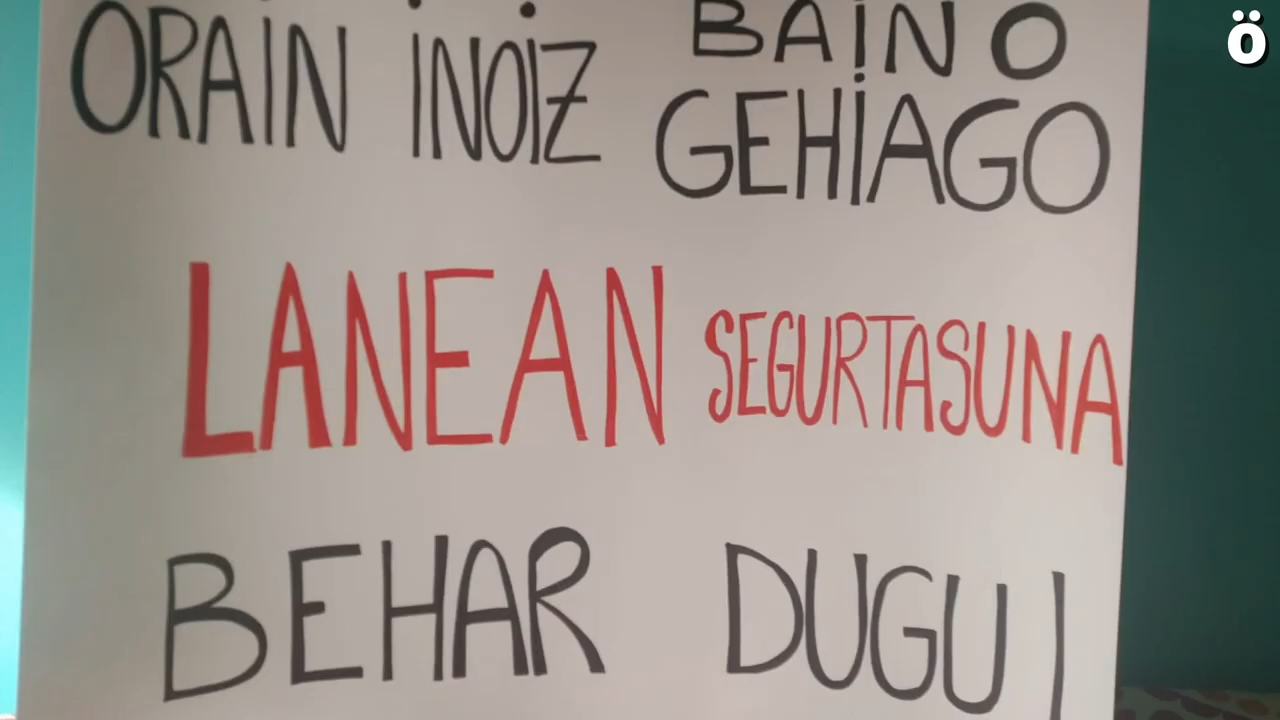 ORAIN INOIZ BAINO
GEHIAGO
LANEAN SEGURTASUNA
BEHAR DUGU!
ö